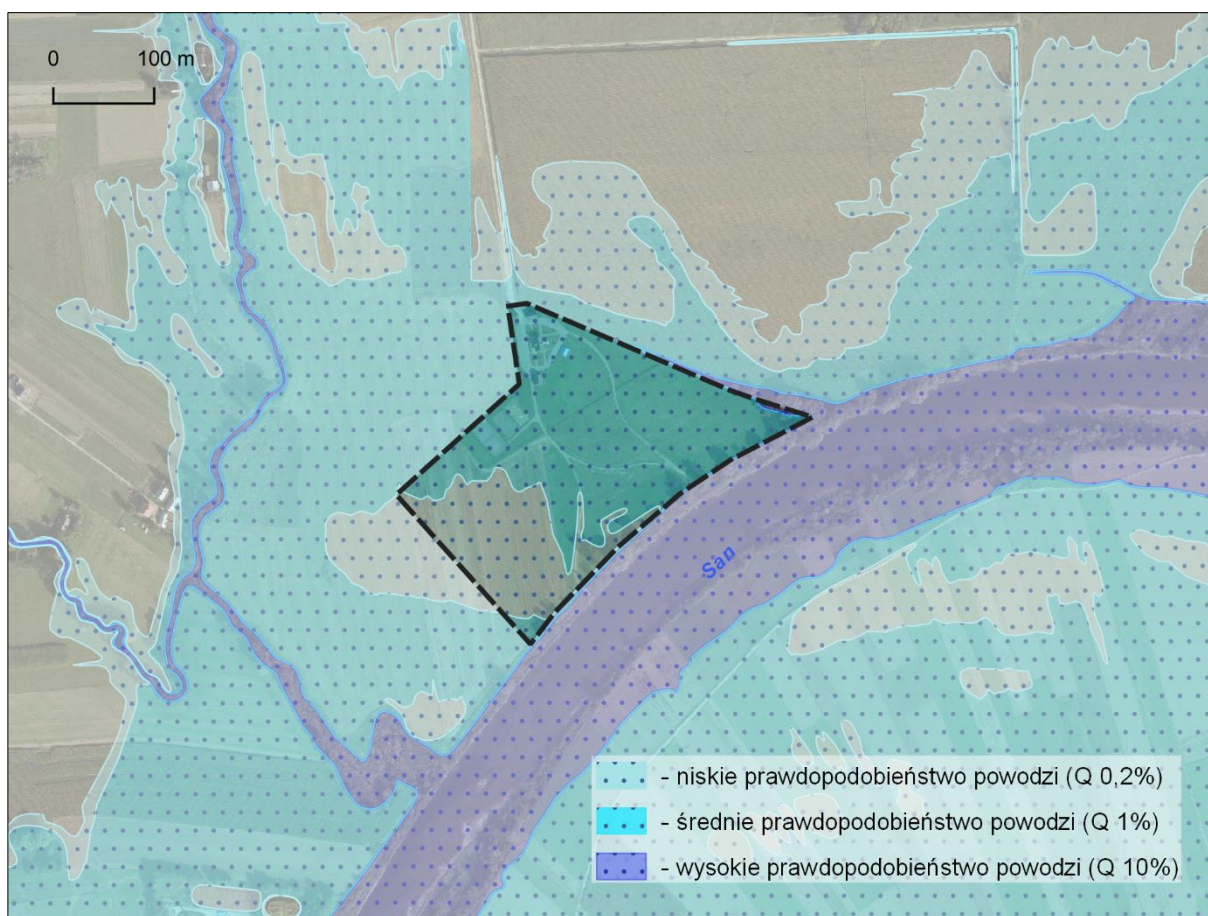 0 100 m
San
- niskie prawdopodobieństwo powodzi (Q 0,2%)
- średnie prawdopodobieństwo powodzi (Q 1%)
- wysokie prawdopodobieństwo powodzi (Q 10%)